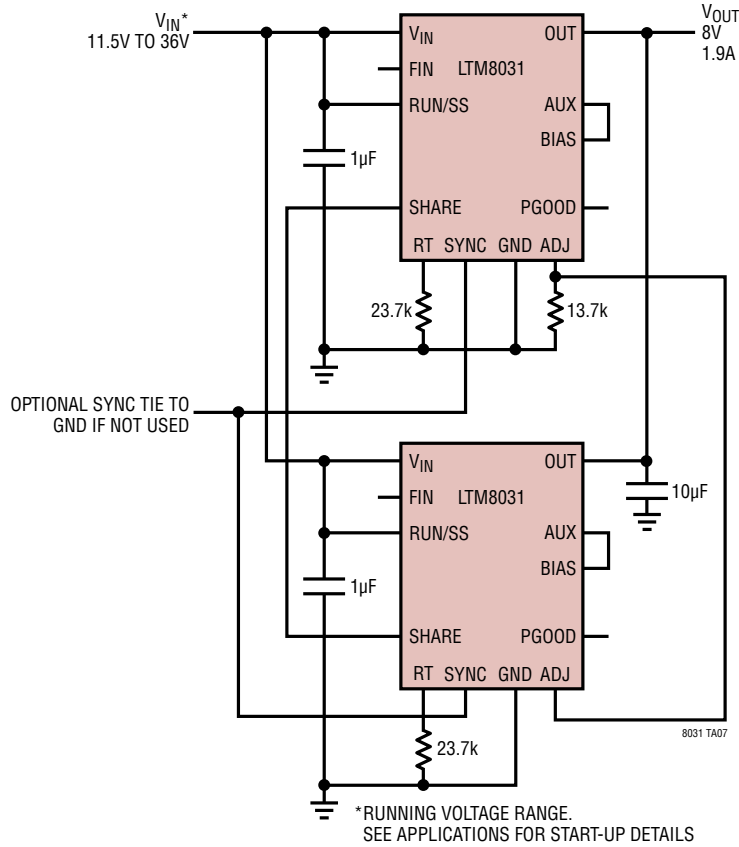 VIN*
11.5V TO 36V
VIN
OUT
VOUT
8V
1.9A
FIN
LTM8031
RUN/SS
AUX
BIAS
1µF
SHARE
PGOOD
RT SYNC GND ADJ
23.7k
13.7k
OPTIONAL SYNC TIE TO
GND IF NOT USED
VIN
OUT
FIN
LTM8031
10µF
RUN/SS
AUX
BIAS
1µF
SHARE
PGOOD
RT SYNC GND ADJ
8031 TA07
23.7k
*RUNNING VOLTAGE RANGE.
SEE APPLICATIONS FOR START-UP DETAILS